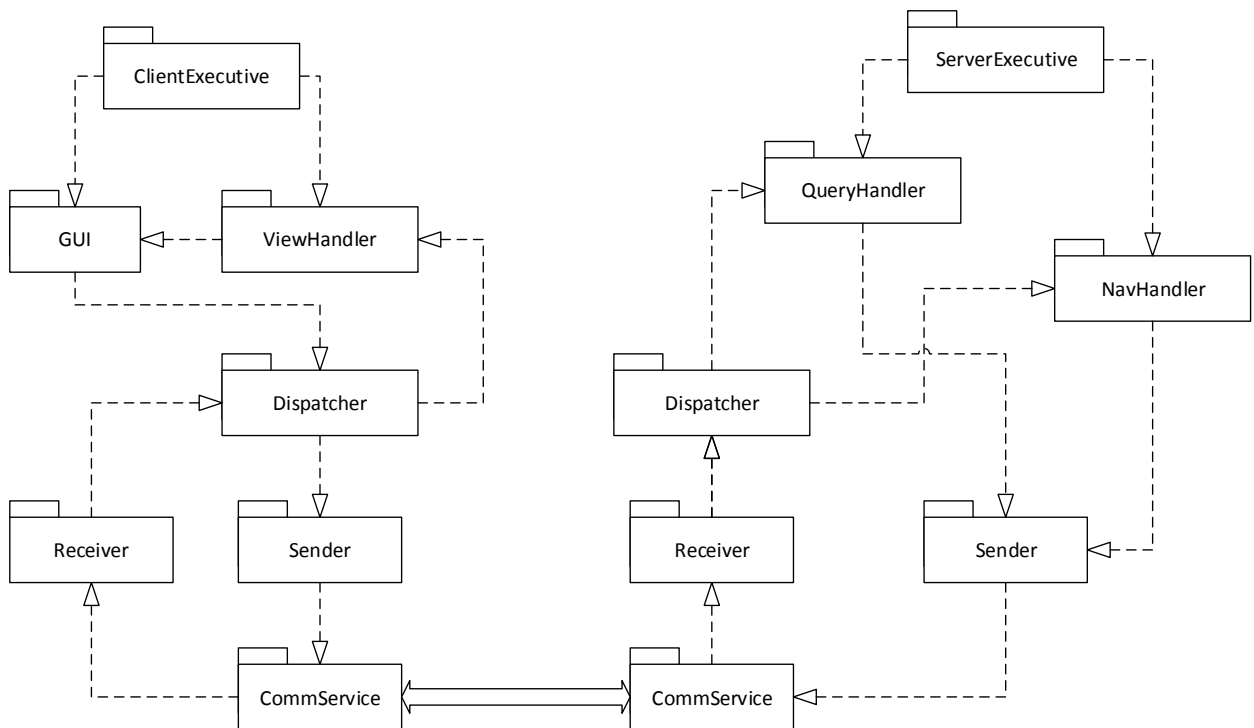 ClientExecutive
ServerExecutive
QueryHandler
GUI
ViewHandler
NavHandler
Dispatcher
Dispatcher
Receiver
Sender
Receiver
Sender
CommService
CommService